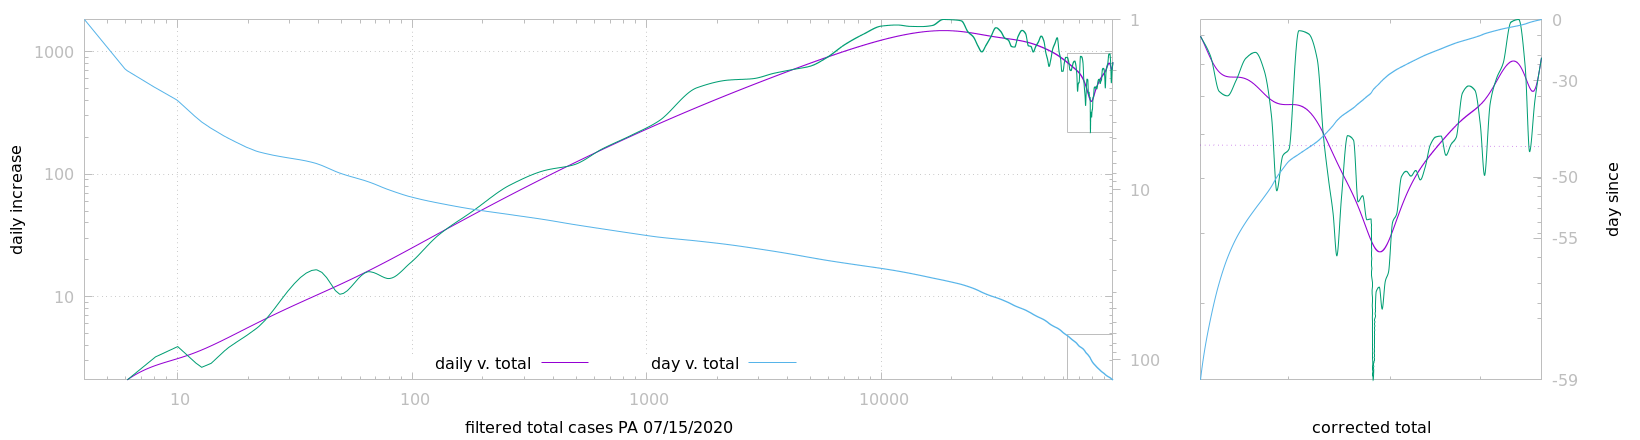 1000
100
10
daily increase
10
100
1000
10000
filtered total cases PA 07/15/2020
daily v. total
day v. total
1
10
100
0
-30
-50
-55
-59
day since
corrected total